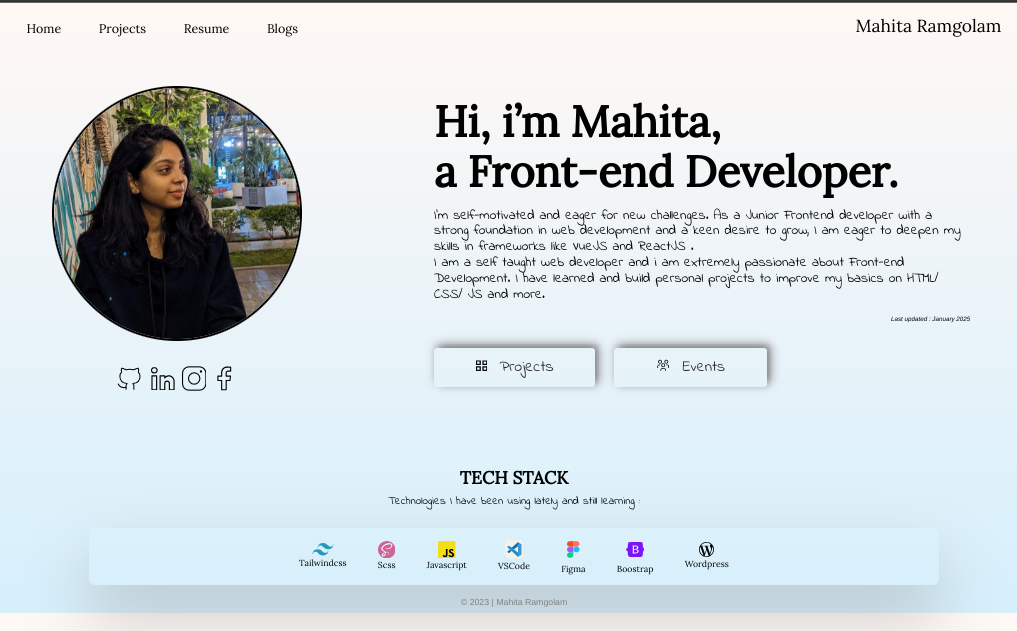 Home Projects Resume Blogs Mahita Ramgolam
Hi, i'm Mahita,
a Front-end Developer.
I'm self-motivated and eager for new challenges. As a Junior Frontend developer with a
strong foundation in web development and a keen desire to grow, I am eager to deepen my
skills in frameworks like VueJS and ReactJS .
I am a self taught web developer and i am extremely passionate about Front-end
Development. I have learned and build personal projects to improve my basics on HTML/
CSS/ JS and more.
Last updated : January 2025
Projects Events
TECH STACK
Technologies I have been using lately and still learning :
JS B
Tailwindcss Scss Javascript VSCode Figma Boostrap Wordpress
© 2023 | Mahita Ramgolam